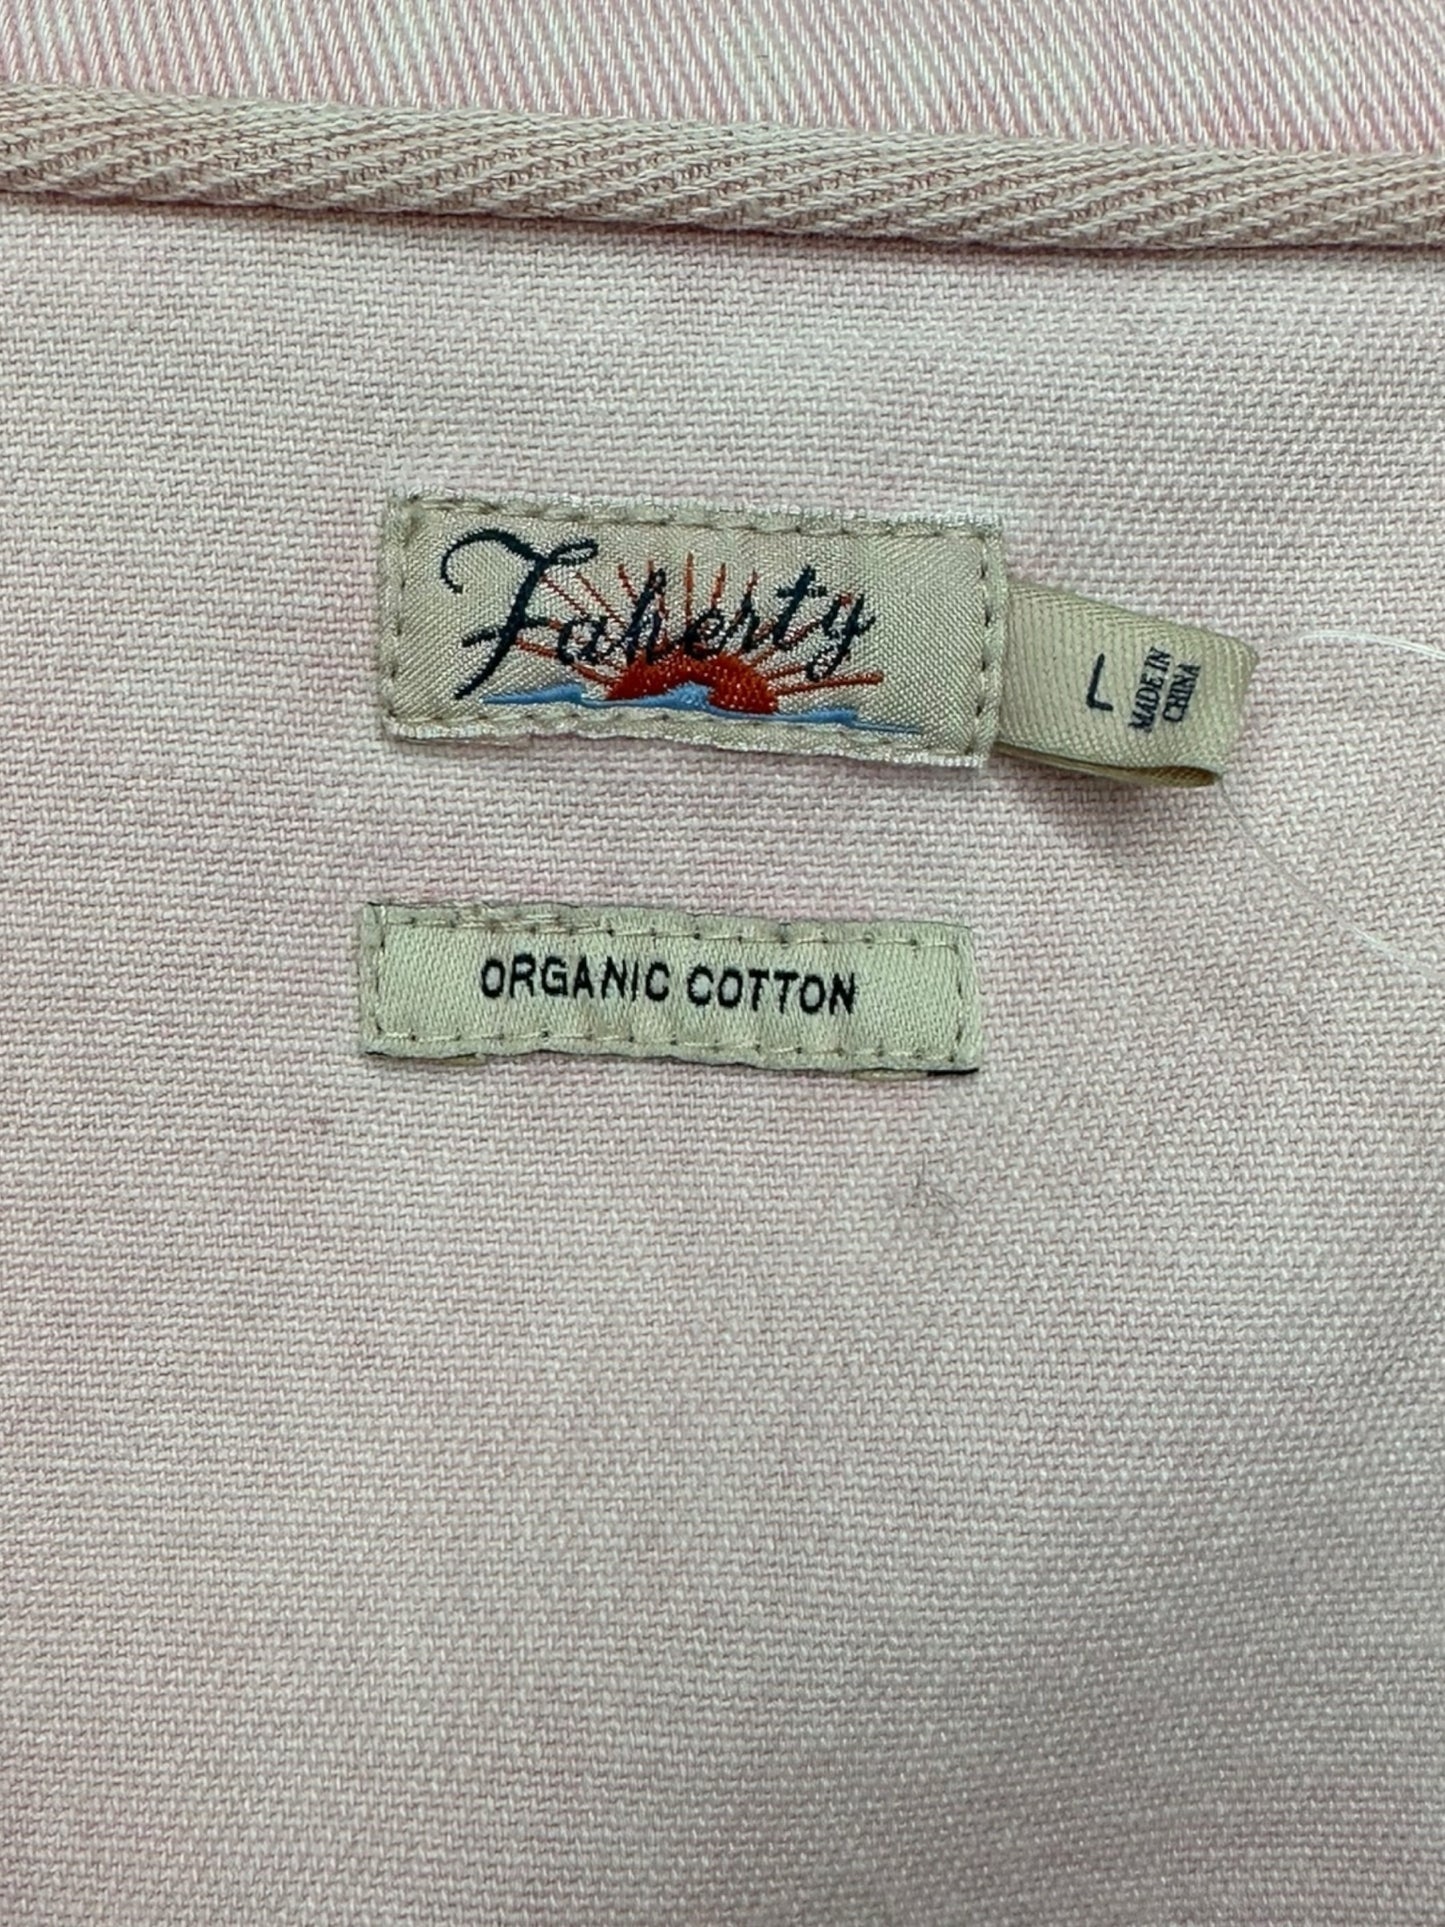 Faherty
L
MADE IN
CHINA
ORGANIC COTTON